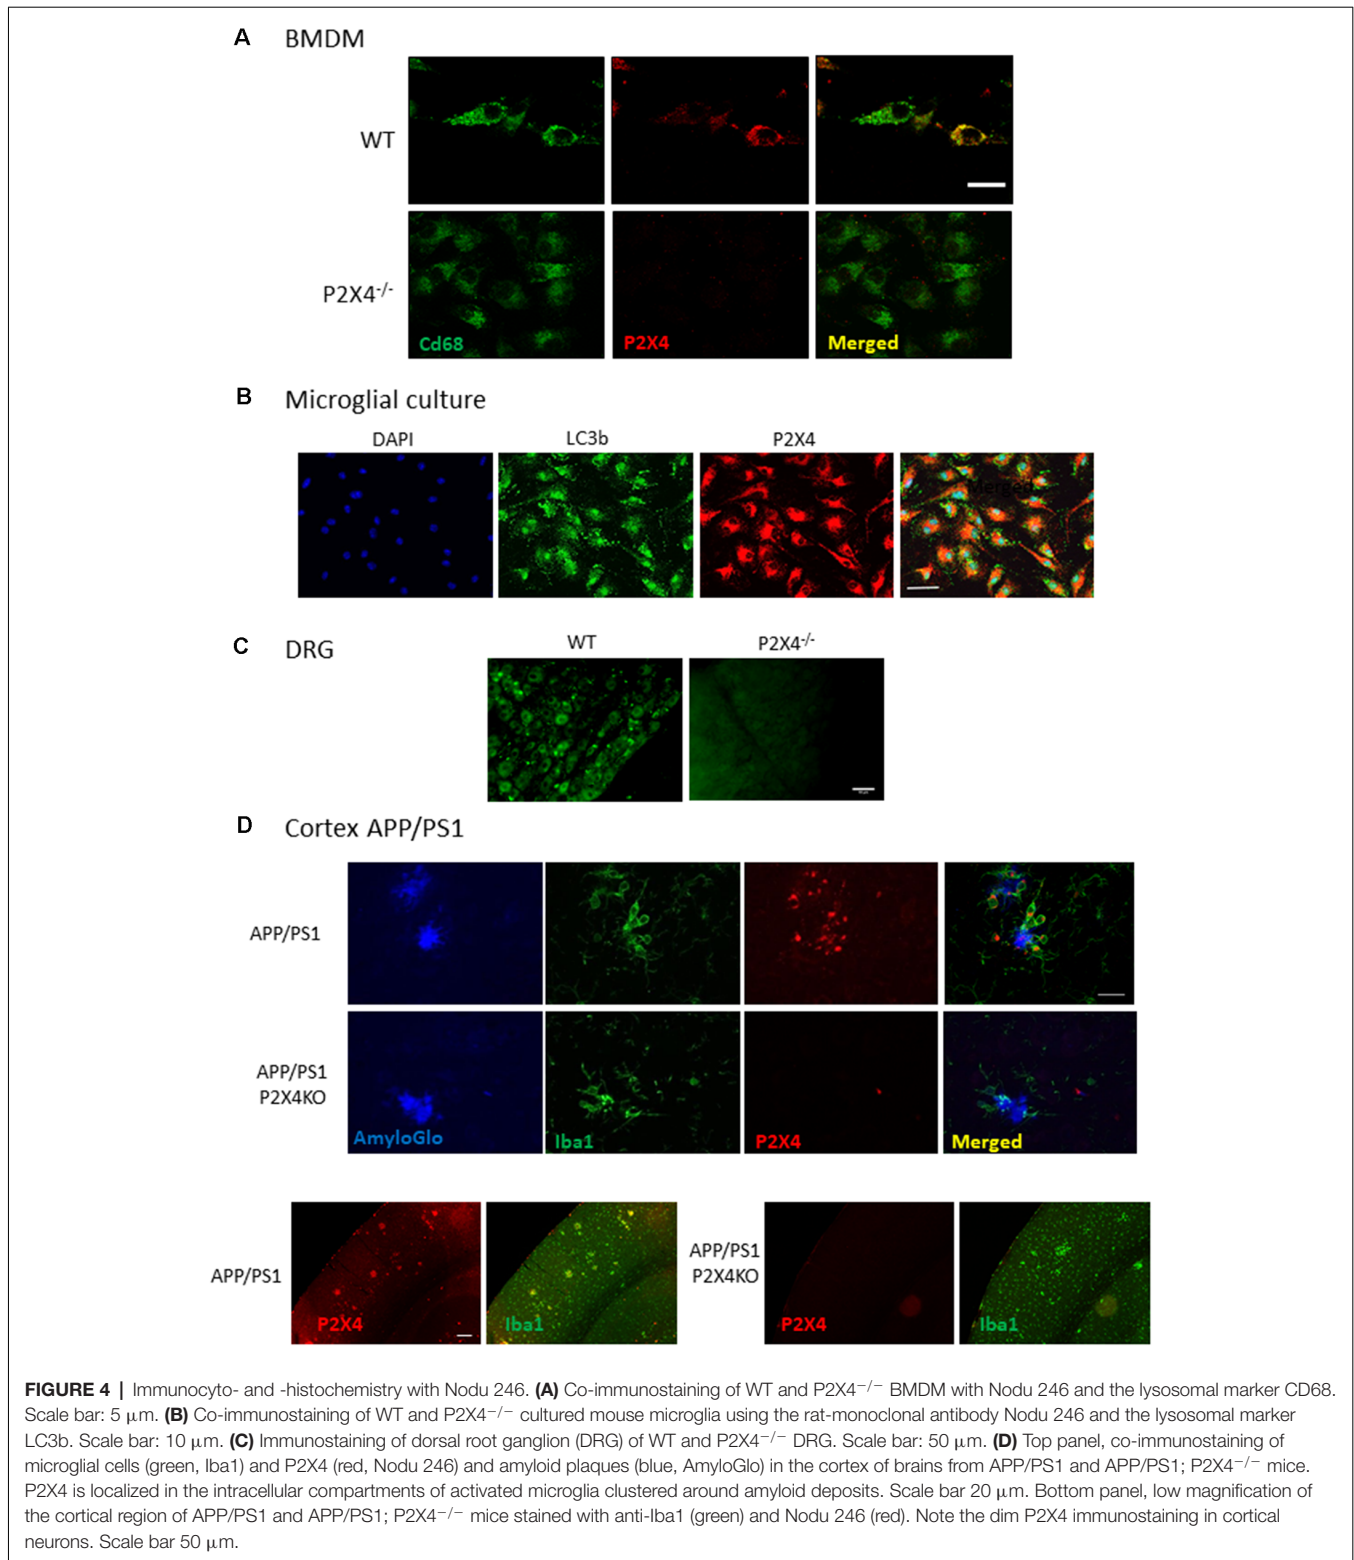 A BMDM
WT
P2X4-/-
Cd68 P2X4 Merged
B Microglial culture
DAPI LC3b P2X4
Merged
C DRG
WT P2X4-/-
D Cortex APP/PS1
APP/PS1
APP/PS1
P2X4KO
AmyloGlo Iba1 P2X4 Merged
APP/PS1
P2X4 Iba1
APP/PS1
P2X4KO
P2X4 Iba1
FIGURE 4 | Immunocyto- and -histochemistry with Nodu 246. (A) Co-immunostaining of WT and P2X4−/− BMDM with Nodu 246 and the lysosomal marker CD68.
Scale bar: 5 μm. (B) Co-immunostaining of WT and P2X4−/− cultured mouse microglia using the rat-monoclonal antibody Nodu 246 and the lysosomal marker
LC3b. Scale bar: 10 μm. (C) Immunostaining of dorsal root ganglion (DRG) of WT and P2X4−/− DRG. Scale bar: 50 μm. (D) Top panel, co-immunostaining of
microglial cells (green, Iba1) and P2X4 (red, Nodu 246) and amyloid plaques (blue, AmyloGlo) in the cortex of brains from APP/PS1 and APP/PS1; P2X4−/− mice.
P2X4 is localized in the intracellular compartments of activated microglia clustered around amyloid deposits. Scale bar 20 μm. Bottom panel, low magnification of
the cortical region of APP/PS1 and APP/PS1; P2X4−/− mice stained with anti-Iba1 (green) and Nodu 246 (red). Note the dim P2X4 immunostaining in cortical
neurons. Scale bar 50 μm.